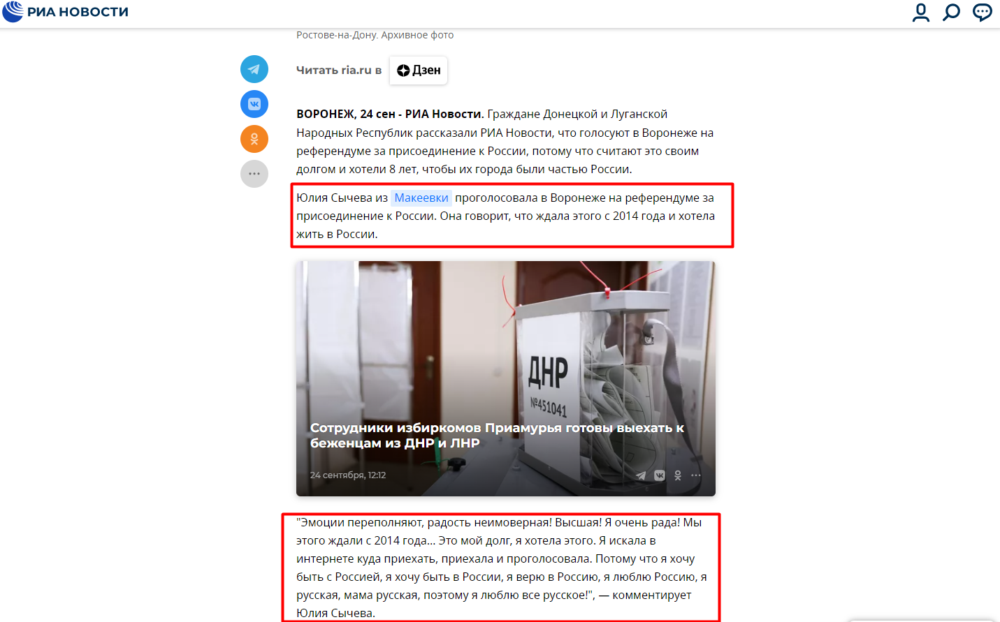 РИА НОВОСТИ
Ростове-на-Дону. Архивное фото
Читать ria.ru в Дзен
ВОРОНЕЖ, 24 сен - РИА Новости. Граждане Донецкой и Луганской
Народных Республик рассказали РИА Новости, что голосуют в Воронеже на
референдуме за присоединение к России, потому что считают это своим
долгом и хотели 8 лет, чтобы их города были частью России.
Юлия Сычева из Макеевки проголосовала в Воронеже на референдуме за
присоединение к России. Она говорит, что ждала этого с 2014 года и хотела
жить в России.
ДНР
№451041
Сотрудники избиркомов Приамурья готовы выехать к
беженцам из ДНР и ЛНР
24 сентября, 12:12
"Эмоции переполняют, радость неимоверная! Высшая! Я очень рада! Мы
этого ждали с 2014 года... Это мой долг, я хотела этого. Я искала в
интернете куда приехать, приехала и проголосовала. Потому что я хочу
быть с Россией, я хочу быть в России, я верю в Россию, я люблю Россию, я
русская, мама русская, поэтому я люблю все русское!", — комментирует
Юлия Сычева.